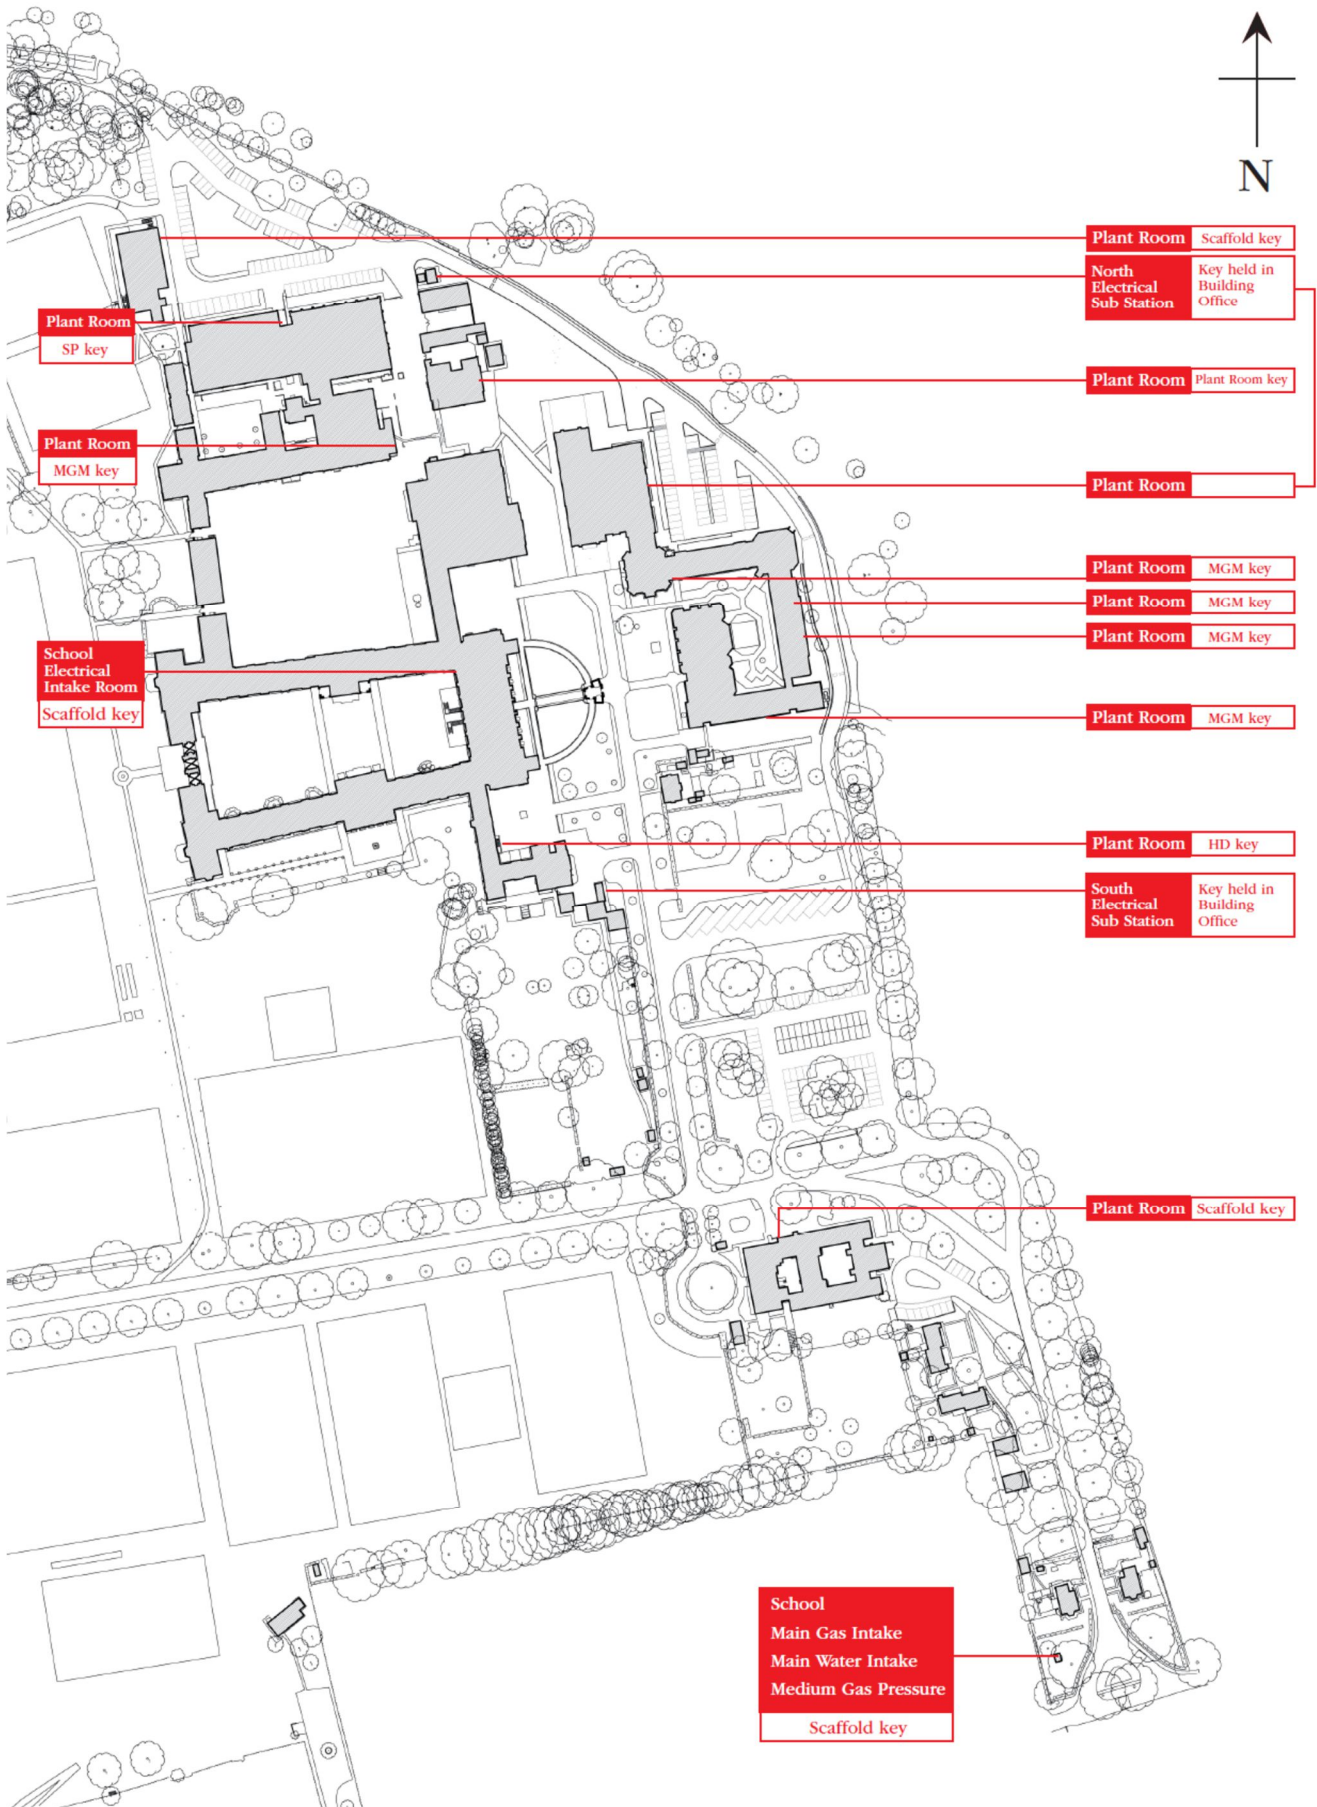 N
Plant Room Scaffold key
North
Electrical
Sub Station
Key held in
Building
Office
Plant Room
SP key
Plant Room Plant Room key
Plant Room
MGM key
Plant Room
Plant Room MGM key
Plant Room MGM key
Plant Room MGM key
School
Electrical
Intake Room
Scaffold key
Plant Room MGM key
Plant Room HD key
South
Electrical
Sub Station
Key held in
Building
Office
Plant Room Scaffold key
School
Main Gas Intake
Main Water Intake
Medium Gas Pressure
Scaffold key